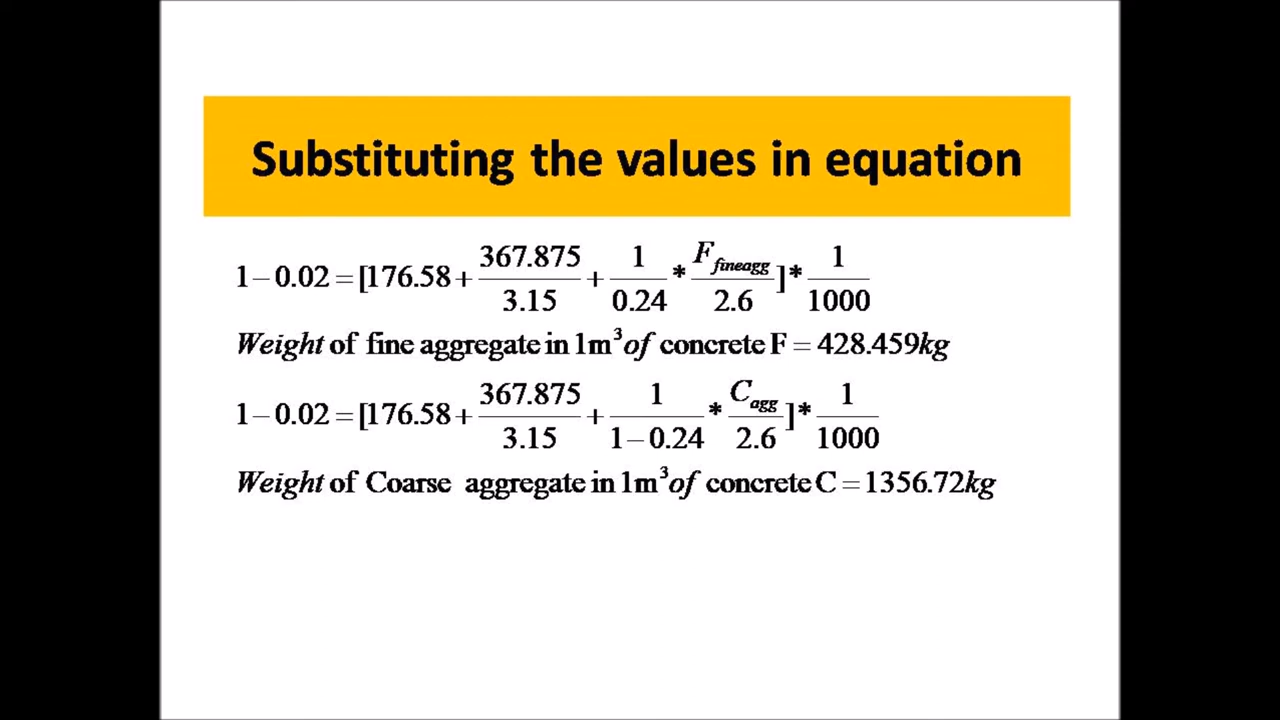 Substituting the values in equation
1 − 0.02 = [176.58 + 367.875/3.15 + 1/0.24 * F_fineagg/2.6] * 1/1000
Weight of fine aggregate in 1m³ of concrete F = 428.459kg
1 − 0.02 = [176.58 + 367.875/3.15 + 1/(1 − 0.24) * C_agg/2.6] * 1/1000
Weight of Coarse aggregate in 1m³ of concrete C = 1356.72kg